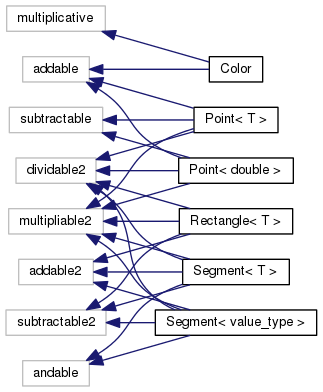 multiplicative
addable
Color
subtractable
Point< T >
dividable2
Point< double >
multipliable2
Rectangle< T >
addable2
Segment< T >
subtractable2
Segment< value_type >
andable